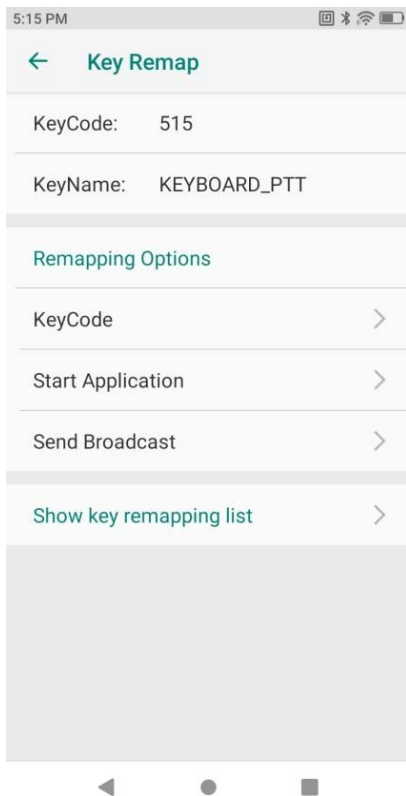 5:15 PM
Key Remap
KeyCode: 515
KeyName: KEYBOARD_PTT
Remapping Options
KeyCode
Start Application
Send Broadcast
Show key remapping list